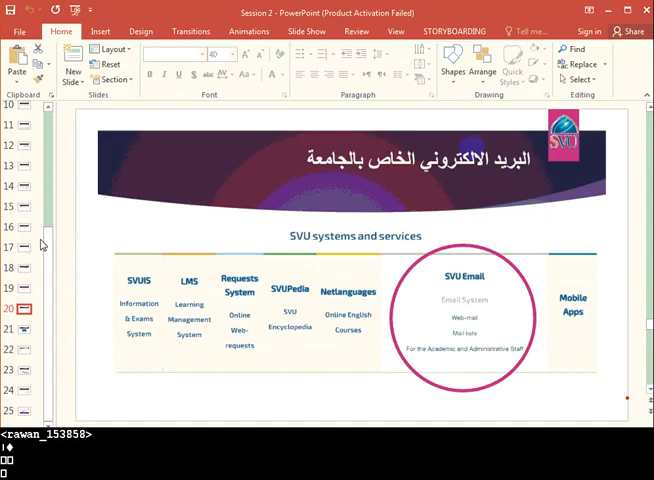 Session 2 - PowerPoint (Product Activation Failed)
File
Home
Insert
Design
Transitions
Animations
Slide Show
Review
View
STORYBOARDING
Tell me...
Sign in
Share
Paste
New
Slides
Layout
Reset
Section
40
B I U S abc AV Aa A
Shapes
Arrange
Quick
Styles
Find
Replace
Select
Clipboard
Slides
Font
Paragraph
Drawing
Editing
10
11
12
13
14
15
16
17
18
19
20
21
22
23
24
25
SVU
البريد الالكتروني الخاص بالجامعة
SVU systems and services
SVUIS
Information
& Exams
System
LMS
Learning
Management
System
Requests
System
Online
Web-
requests
SVUPedia
SVU
Encyclopedia
Netlanguages
Online English
Courses
SVU Email
Email System
Web-mail
Mail lists
For the Academic and Administrative Staff
Mobile
Apps
<rawan_153858>